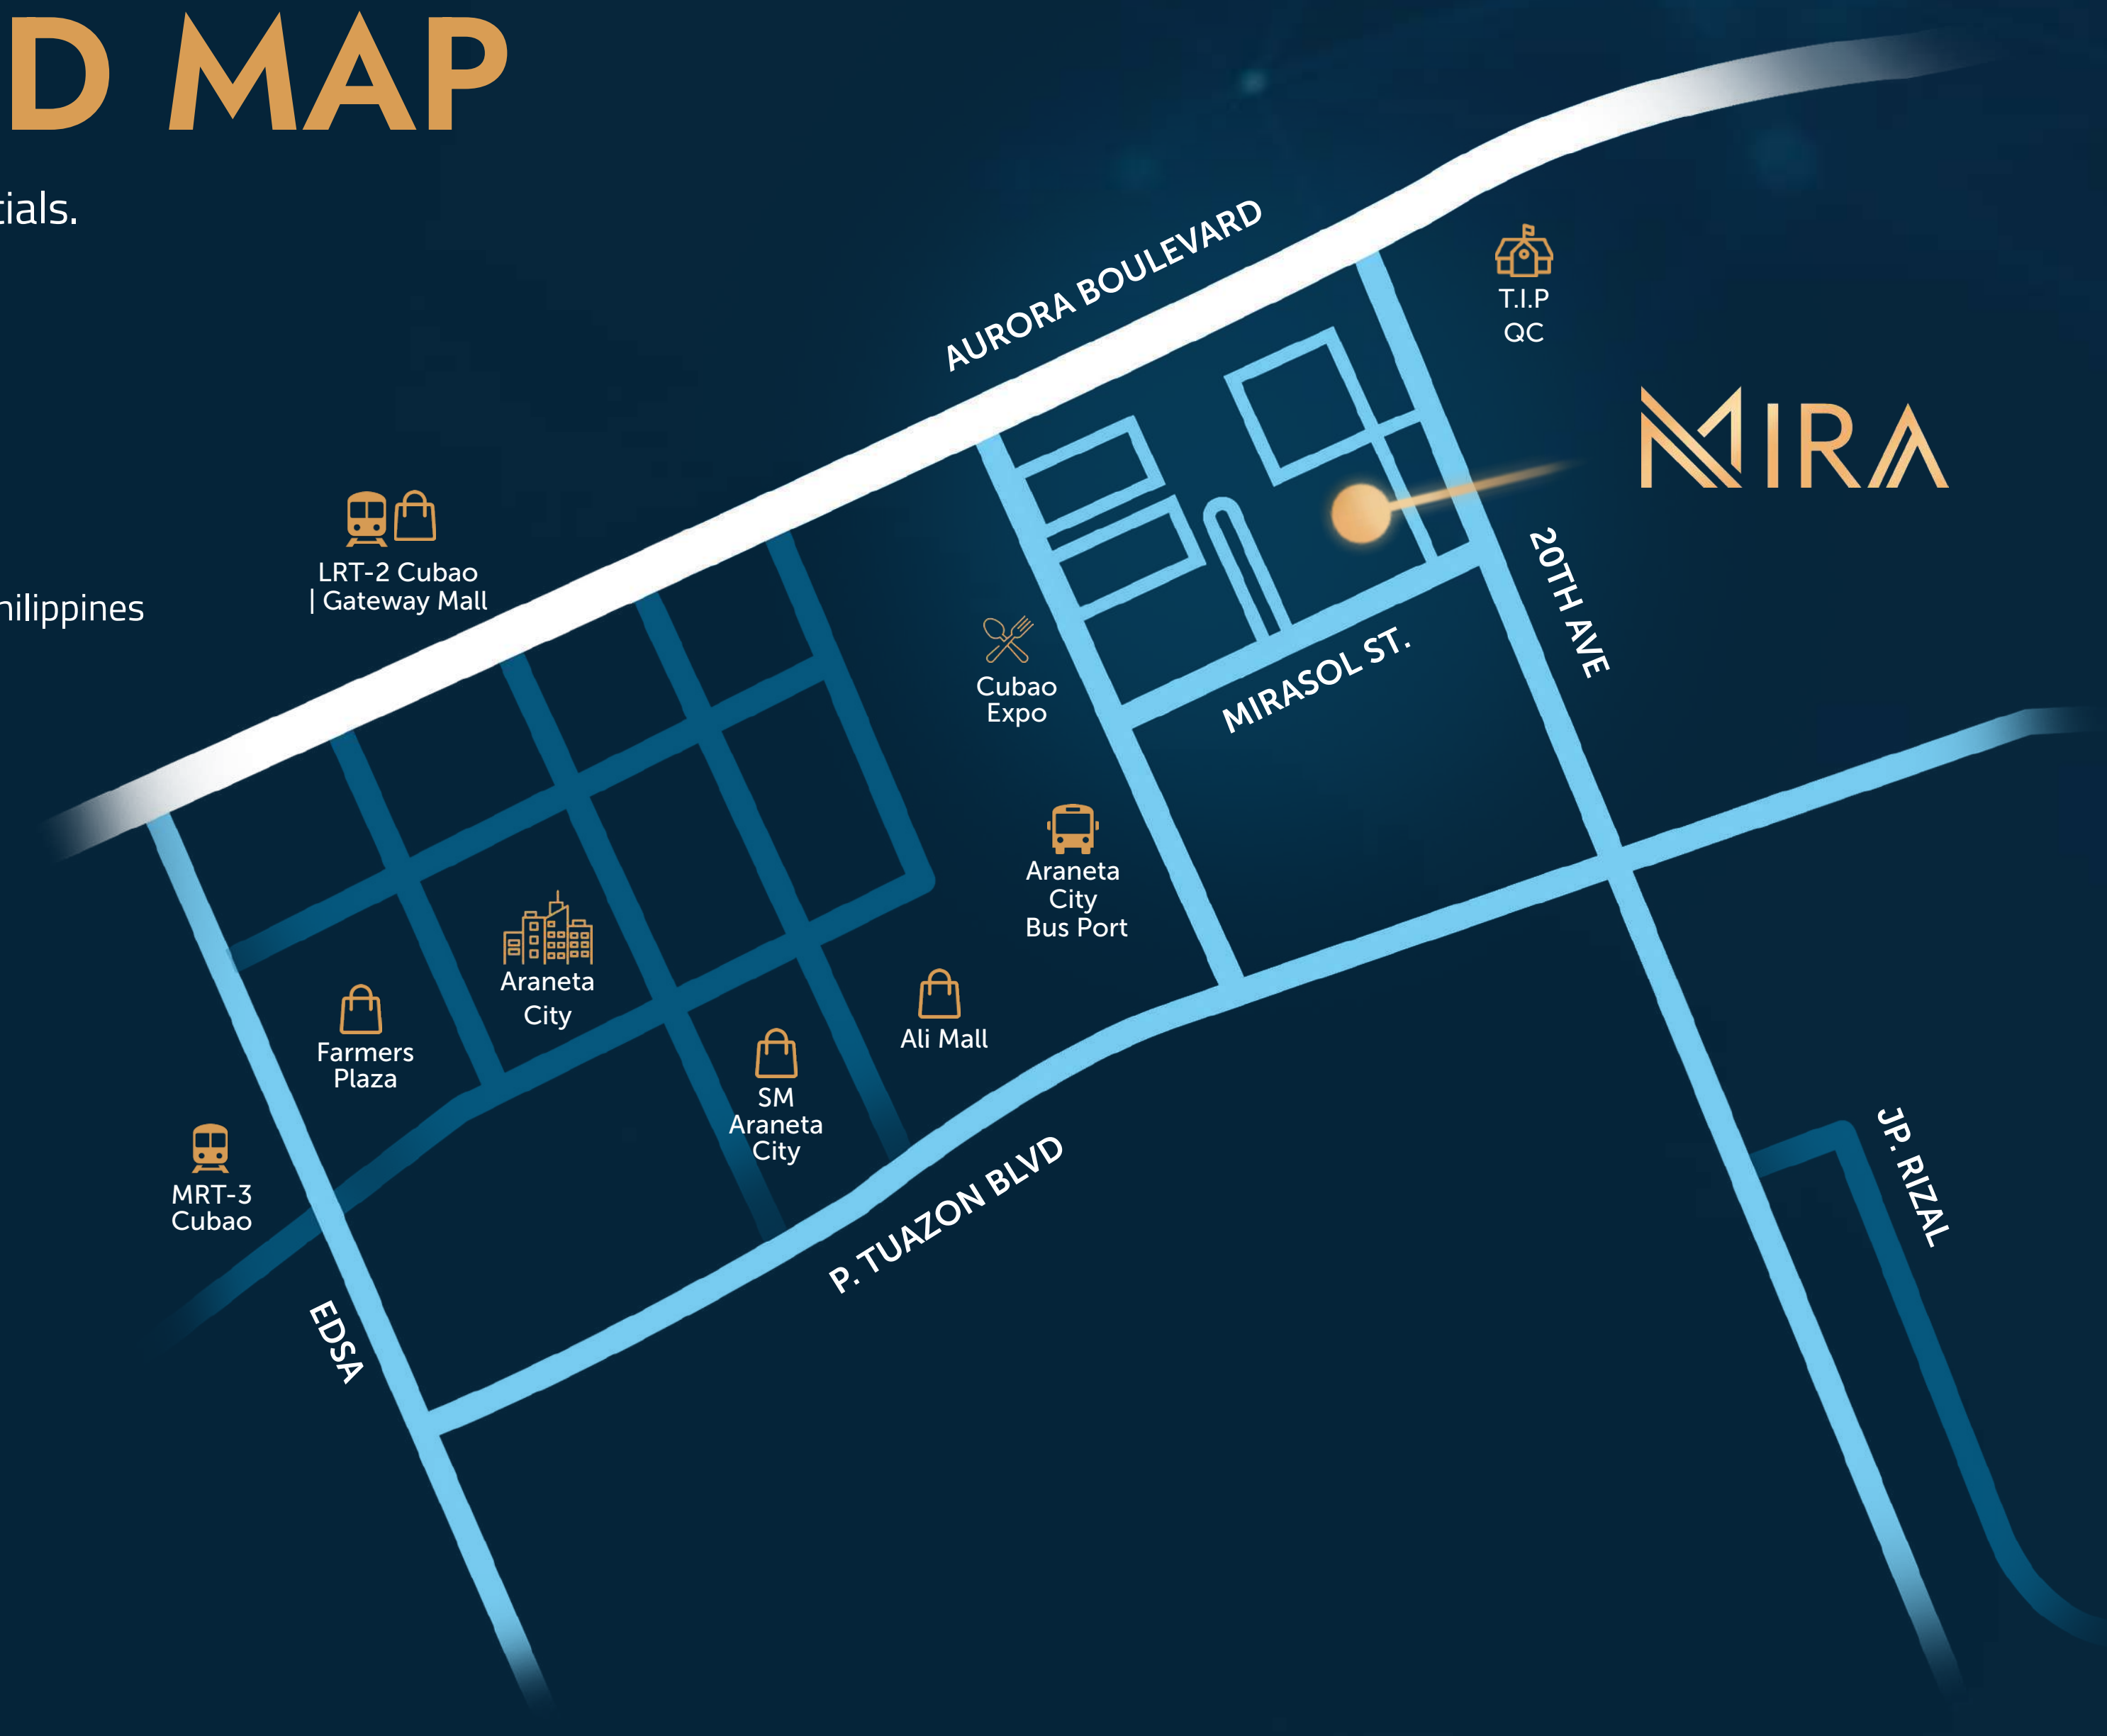 D MAP
tials.
AURORA BOULEVARD
T.I.P
QC
MIRA
LRT-2 Cubao
| Gateway Mall
hilippines
20TH AVE
Cubao
Expo
MIRASOL ST.
Araneta
City
Bus Port
Araneta
City
Farmers
Plaza
Ali Mall
SM
Araneta
City
MRT-3
Cubao
P. TUAZON BLVD
JP. RIZAL
EDSA